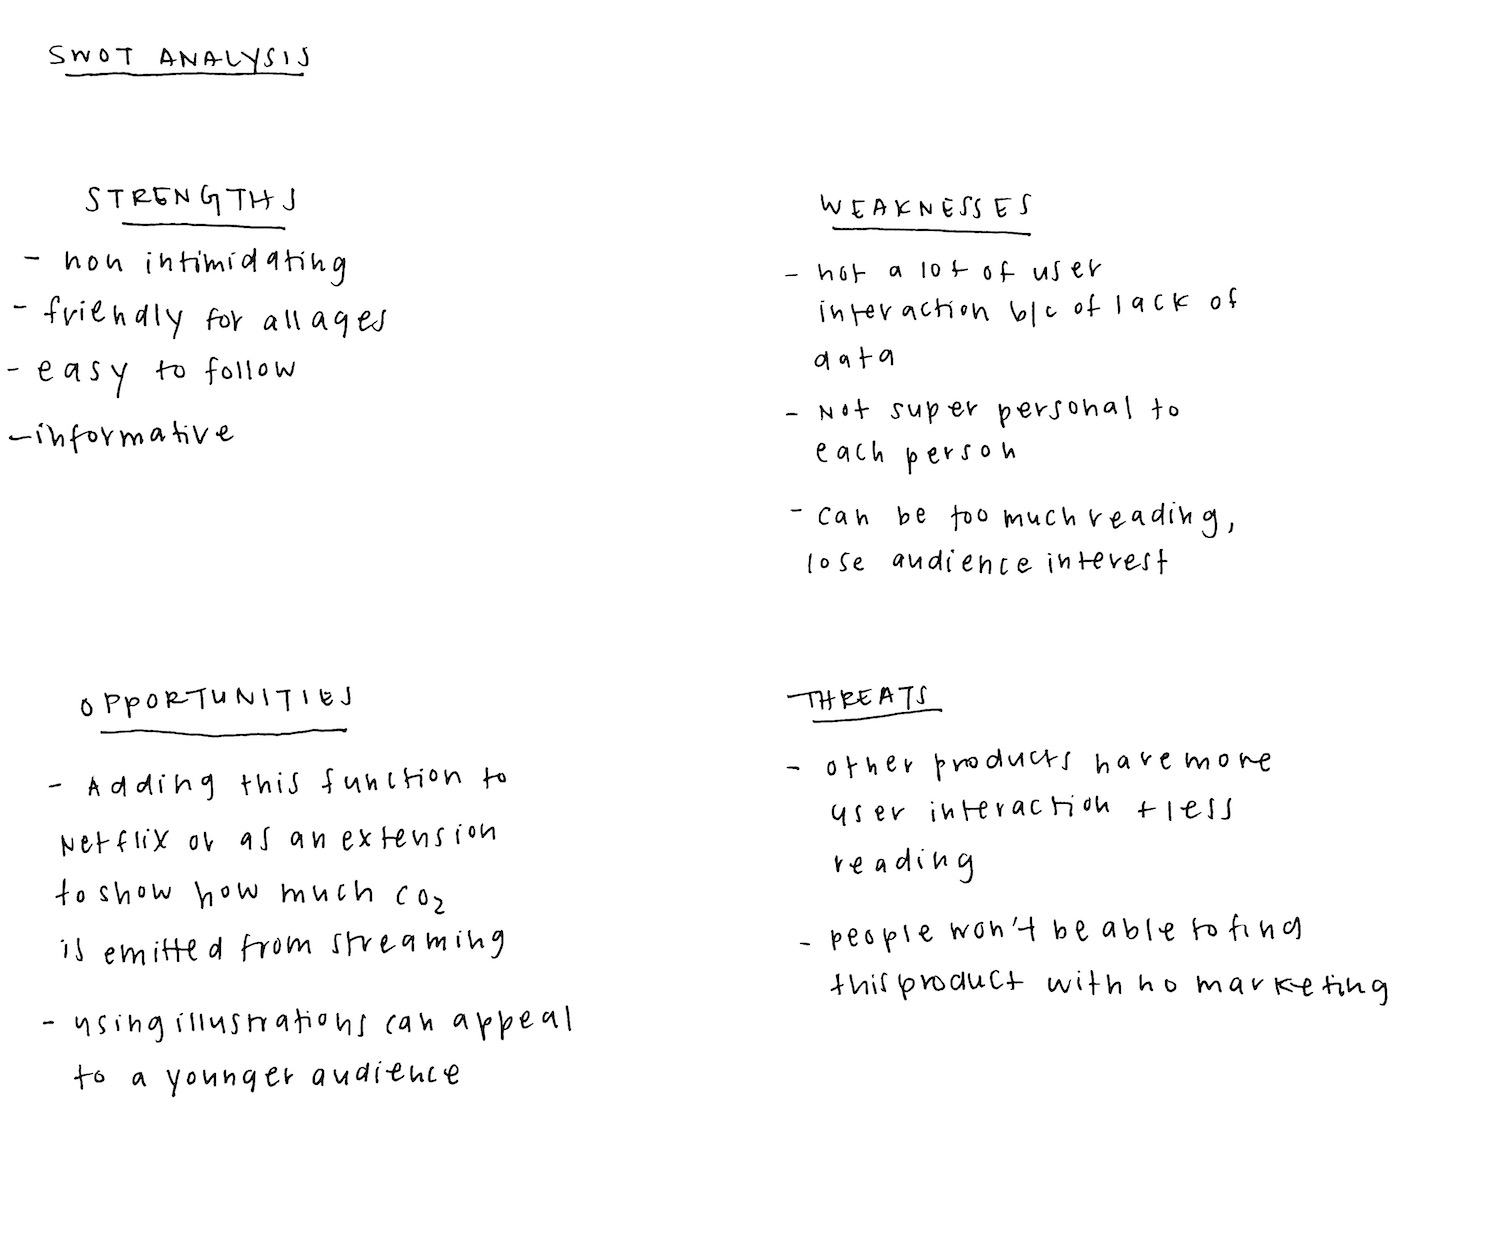 SWOT ANALYSIS
STRENGTHS
- non intimidating
- friendly for all ages
- easy to follow
- informative
WEAKNESSES
- not a lot of user
interaction b/c of lack of
data
- Not super personal to
each person
- can be too much reading,
lose audience interest
OPPORTUNITIES
- Adding this function to
Netflix or as an extension
to show how much CO2
is emitted from streaming
- using illustrations can appeal
to a younger audience
THREATS
- other products have more
user interaction + less
reading
- people won't be able to find
this product with no marketing